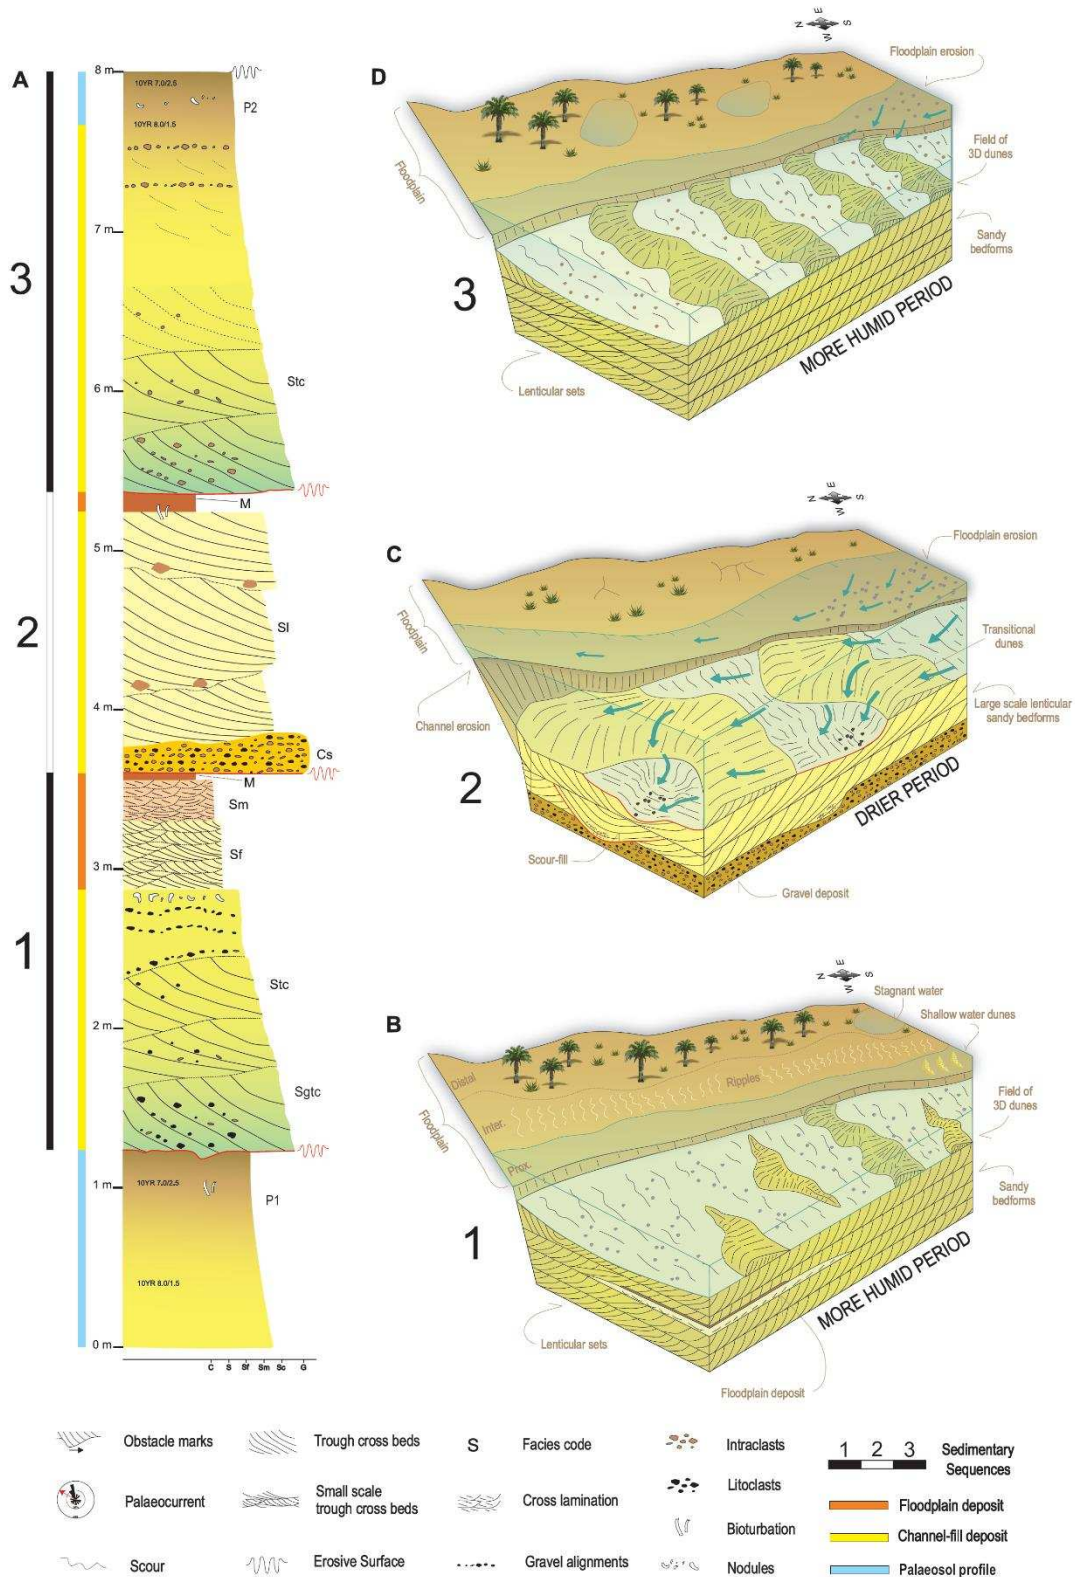 A
8 m
10YR 7.0/2.5
P2
10YR 8.0/1.5
7 m
3
Stc
6 m
M
5 m
2
Sl
4 m
Cs
M
Sm
Sf
3 m
1
Stc
2 m
Sgtc
10YR 7.0/2.5
1 m
P1
10YR 8.0/1.5
0 m
C S Sf Sm Sc G
D
N E S W
Floodplain erosion
Field of
3D dunes
Floodplain
Sandy
bedforms
3
MORE HUMID PERIOD
Lenticular sets
C
N E S W
Floodplain erosion
Floodplain
Transitional
dunes
Channel erosion
Large scale lenticular
sandy bedforms
2
DRIER PERIOD
Scour-fill
Gravel deposit
B
N E S W
Stagnant water
Shallow water dunes
Distal
Ripples
Floodplain
Inter.
Field of
3D dunes
Prox.
Sandy
bedforms
1
MORE HUMID PERIOD
Lenticular sets
Floodplain deposit
Obstacle marks
Trough cross beds
S Facies code
Intraclasts
1 2 3 Sedimentary
Sequences
Palaeocurrent
Small scale
trough cross beds
Cross lamination
Litoclasts
Floodplain deposit
Bioturbation
Channel-fill deposit
Scour
Erosive Surface
Gravel alignments
Nodules
Palaeosol profile